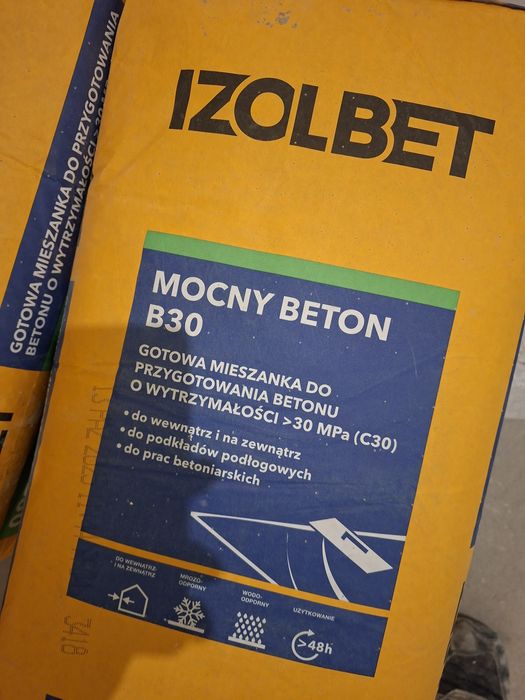 IZOLBET
GOTOWA MIESZANKA DO PRZYGOTOWANIA
BETONU O WYTRZYMAŁOŚCI
MOCNY BETON
B30
GOTOWA MIESZANKA DO
PRZYGOTOWANIA BETONU
O WYTRZYMAŁOŚCI >30 MPa (C30)
• do wewnątrz i na zewnątrz
• do podkładów podłogowych
• do prac betoniarskich
DO WEWNĄTRZ
I NA ZEWNĄTRZ
MROZO-
ODPORNY
WODO-
ODPORNY
UŻYTKOWANIE
>48h
3418